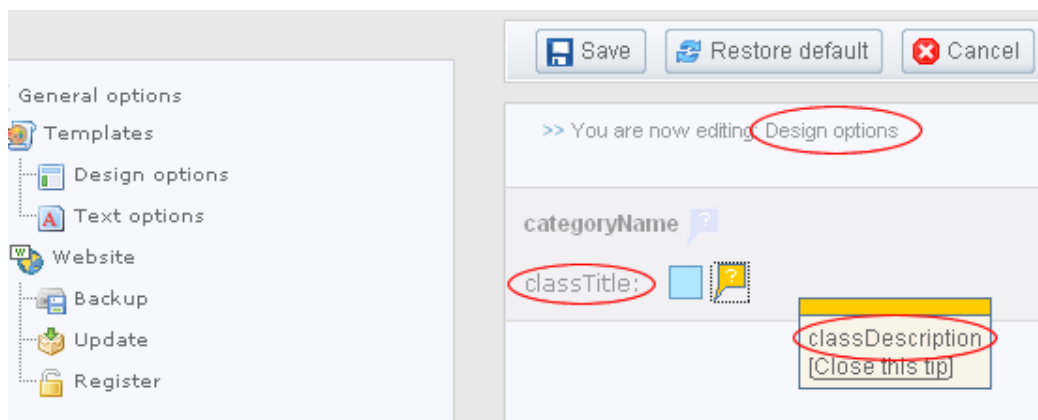 Save Restore default Cancel
General options
Templates
Design options
Text options
Website
Backup
Update
Register
>> You are now editing: Design options
categoryName ?
classTitle: ?
classDescription
[Close this tip]